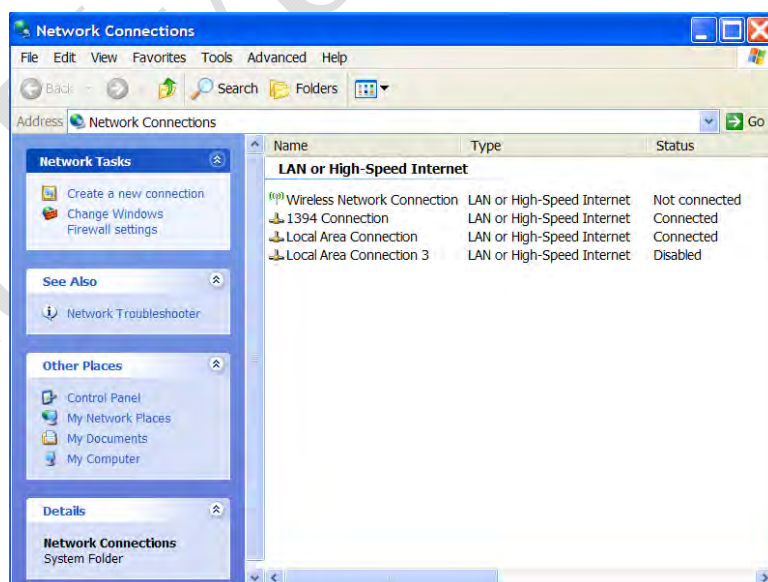 Network Connections
File Edit View Favorites Tools Advanced Help
Back Search Folders
Address Network Connections Go
Network Tasks
Create a new connection
Change Windows
Firewall settings
See Also
Network Troubleshooter
Other Places
Control Panel
My Network Places
My Documents
My Computer
Details
Network Connections
System Folder
Name Type Status
LAN or High-Speed Internet
Wireless Network Connection LAN or High-Speed Internet Not connected
1394 Connection LAN or High-Speed Internet Connected
Local Area Connection LAN or High-Speed Internet Connected
Local Area Connection 3 LAN or High-Speed Internet Disabled